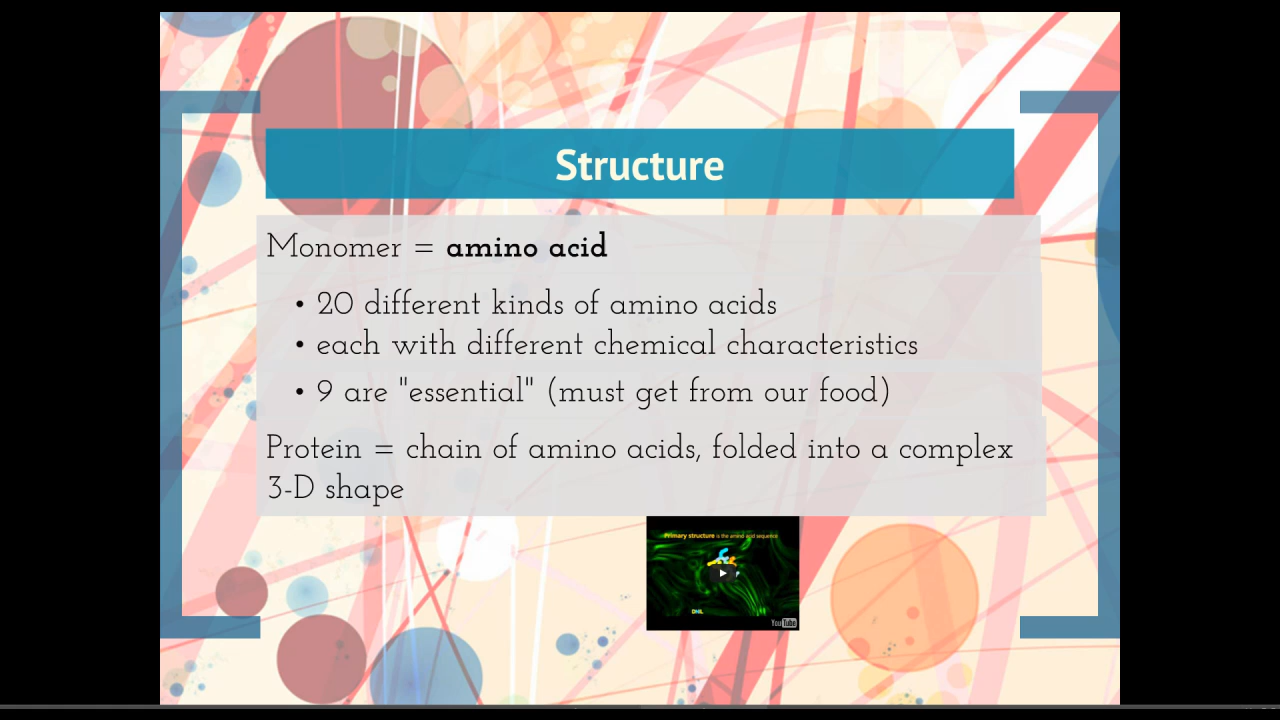 Structure
Monomer = amino acid
• 20 different kinds of amino acids
• each with different chemical characteristics
• 9 are "essential" (must get from our food)
Protein = chain of amino acids, folded into a complex
3-D shape
Primary structure is the amino acid sequence
YouTube